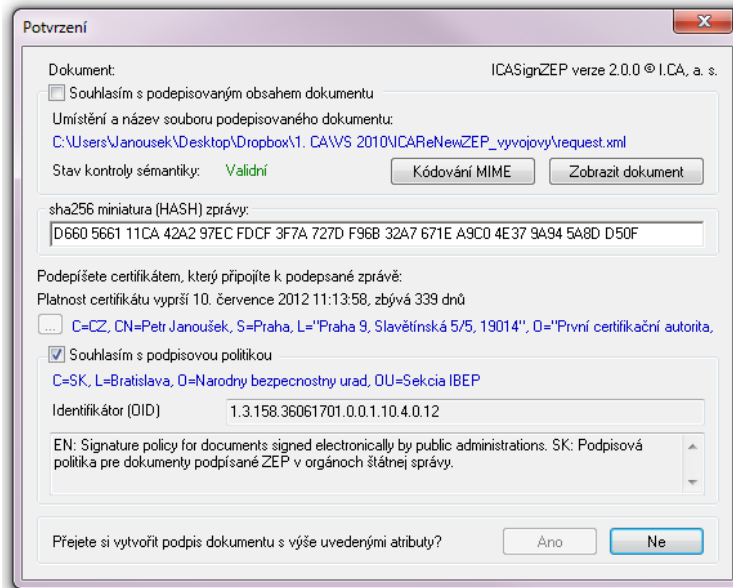 Potvrzení
Dokument:
ICASignZEP verze 2.0.0 © I.CA, a. s.
Souhlasím s podepisovaným obsahem dokumentu
Umístění a název souboru podepisovaného dokumentu:
C:\Users\Janousek\Desktop\Dropbox\1. CA\VS 2010\ICAReNewZEP_vyvojovy\request.xml
Stav kontroly sémantiky: Validní
Kódování MIME
Zobrazit dokument
sha256 miniatura (HASH) zprávy:
D660 5661 11CA 42A2 97EC FDCF 3F7A 727D F96B 32A7 671E A9C0 4E37 9A94 5A8D D50F
Podepíšete certifikátem, který připojíte k podepsané zprávě:
Platnost certifikátu vyprší 10. července 2012 11:13:58, zbývá 339 dnů
... C=CZ, CN=Petr Janoušek, S=Praha, L="Praha 9, Slavětínská 5/5, 19014", O="První certifikační autorita,
Souhlasím s podpisovou politikou
C=SK, L=Bratislava, O=Narodny bezpecnostny urad, OU=Sekcia IBEP
Identifikátor (OID) 1.3.158.36061701.0.0.1.10.4.0.12
EN: Signature policy for documents signed electronically by public administrations. SK: Podpisová
politika pre dokumenty podpísané ZEP v orgánoch štátnej správy.
Přejete si vytvořit podpis dokumentu s výše uvedenými atributy?
Ano
Ne